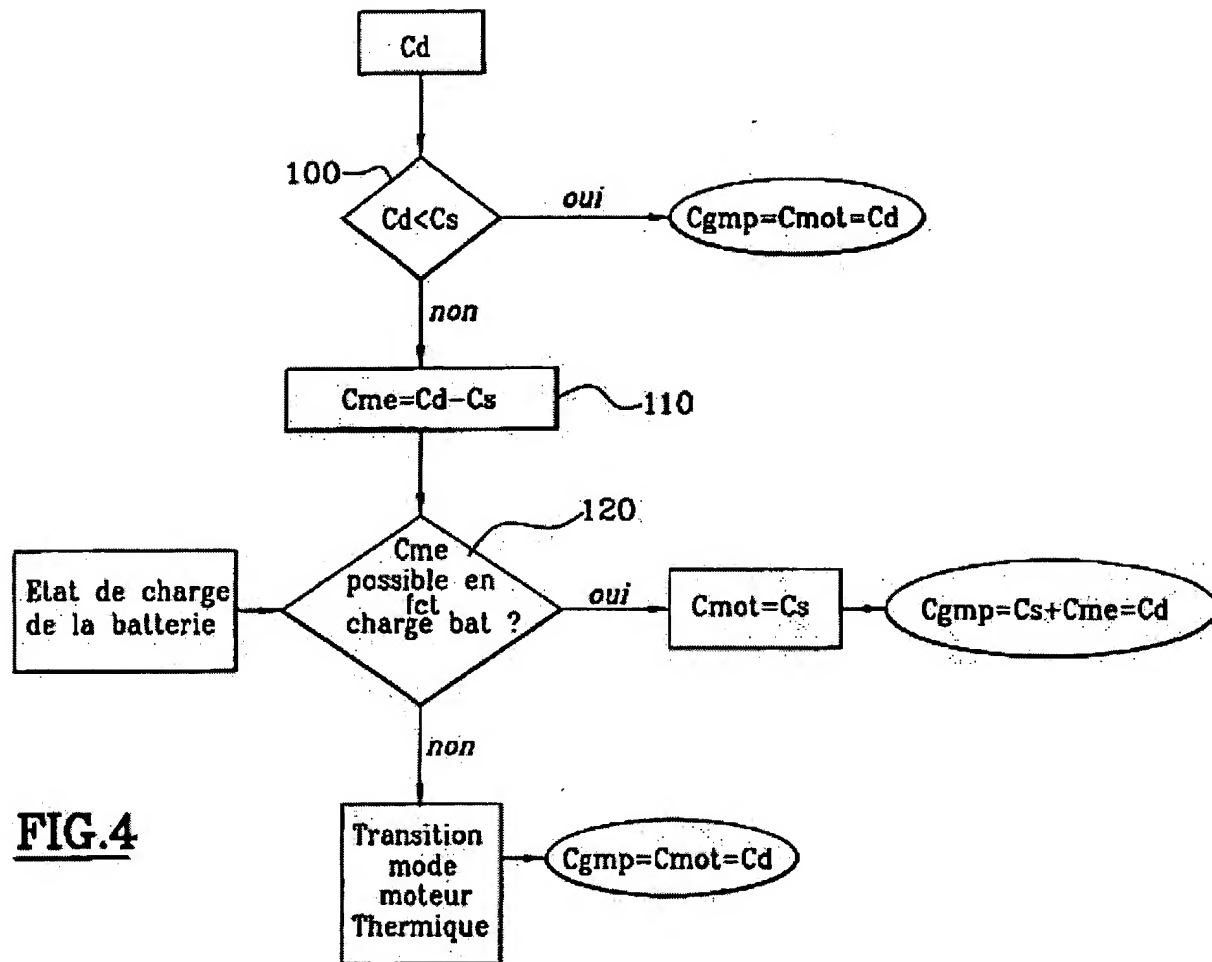 Cd
100
Cd<Cs
oui
Cgmp=Cmot=Cd
non
Cme=Cd-Cs
110
120
Cme
possible en
fct
charge bat ?
Etat de charge
de la batterie
oui
Cmot=Cs
Cgmp=Cs+Cme=Cd
non
FIG.4
Transition
mode
moteur
Thermique
Cgmp=Cmot=Cd